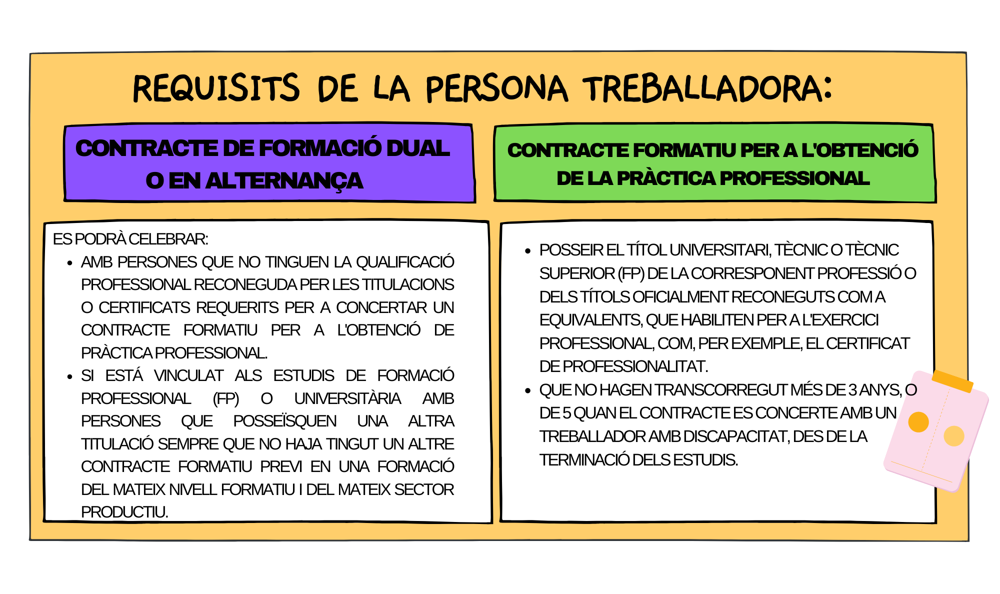 REQUISITS DE LA PERSONA TREBALLADORA:
CONTRACTE DE FORMACIÓ DUAL
O EN ALTERNANÇA
ES PODRÀ CELEBRAR:
• AMB PERSONES QUE NO TINGUEN LA QUALIFICACIÓ
PROFESSIONAL RECONEGUDA PER LES TITULACIONS
O CERTIFICATS REQUERITS PER A CONCERTAR UN
CONTRACTE FORMATIU PER A L'OBTENCIÓ DE
PRÀCTICA PROFESSIONAL.
• SI ESTÁ VINCULAT ALS ESTUDIS DE FORMACIÓ
PROFESSIONAL (FP) O UNIVERSITÀRIA AMB
PERSONES QUE POSSEÏSQUEN UNA ALTRA
TITULACIÓ SEMPRE QUE NO HAJA TINGUT UN ALTRE
CONTRACTE FORMATIU PREVI EN UNA FORMACIÓ
DEL MATEIX NIVELL FORMATIU I DEL MATEIX SECTOR
PRODUCTIU.
CONTRACTE FORMATIU PER A L'OBTENCIÓ
DE LA PRÀCTICA PROFESSIONAL
• POSSEIR EL TÍTOL UNIVERSITARI, TÈCNIC O TÈCNIC
SUPERIOR (FP) DE LA CORRESPONENT PROFESSIÓ O
DELS TÍTOLS OFICIALMENT RECONEGUTS COM A
EQUIVALENTS, QUE HABILITEN PER A L'EXERCICI
PROFESSIONAL, COM, PER EXEMPLE, EL CERTIFICAT
DE PROFESSIONALITAT.
• QUE NO HAGEN TRANSCORREGUT MÉS DE 3 ANYS, O
DE 5 QUAN EL CONTRACTE ES CONCERTE AMB UN
TREBALLADOR AMB DISCAPACITAT, DES DE LA
TERMINACIÓ DELS ESTUDIS.